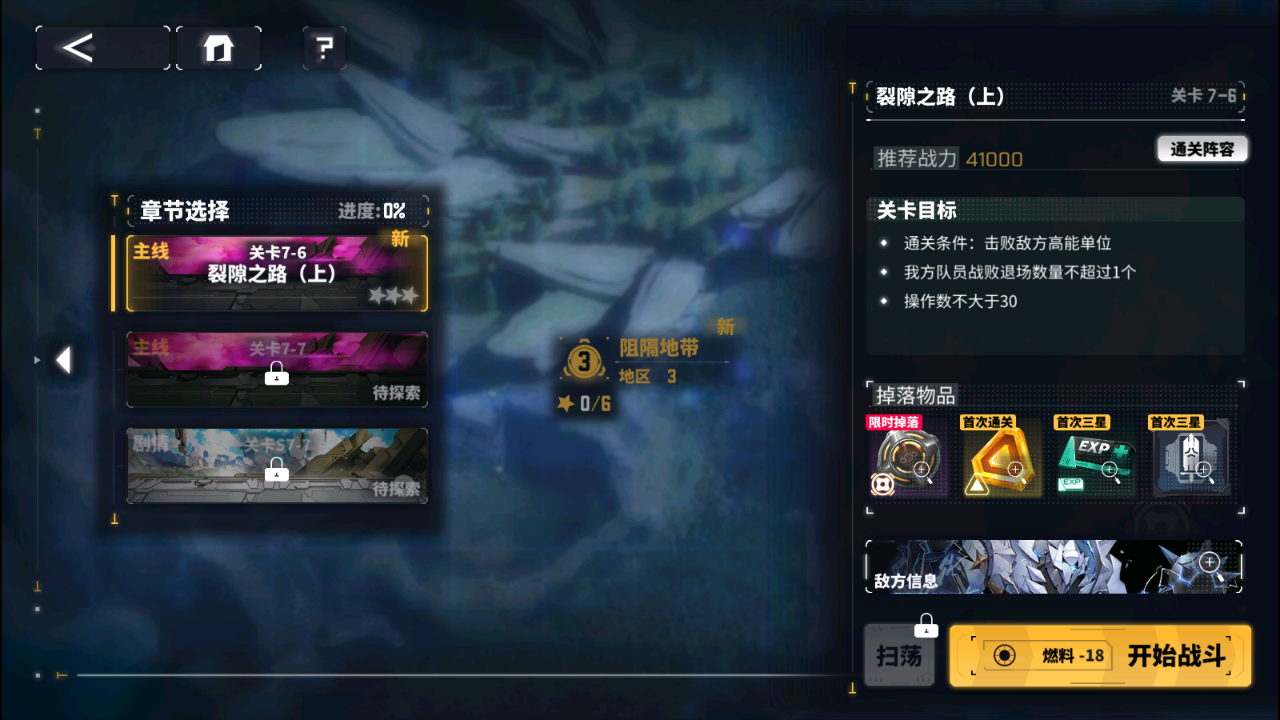 ?
裂隙之路（上）
关卡 7-6
推荐战力 41000
通关阵容
章节选择
进度:0%
主线
新
关卡7-6
裂隙之路（上）
主线
关卡7-7
待探索
剧情
关卡S7-7
待探索
3
阻隔地带
新
地区 3
0/6
关卡目标
通关条件：击败敌方高能单位
我方队员战败退场数量不超过1个
操作数不大于30
掉落物品
限时掉落
首次通关
首次三星
首次三星
EXP
EXP
敌方信息
扫荡
燃料 -18
开始战斗